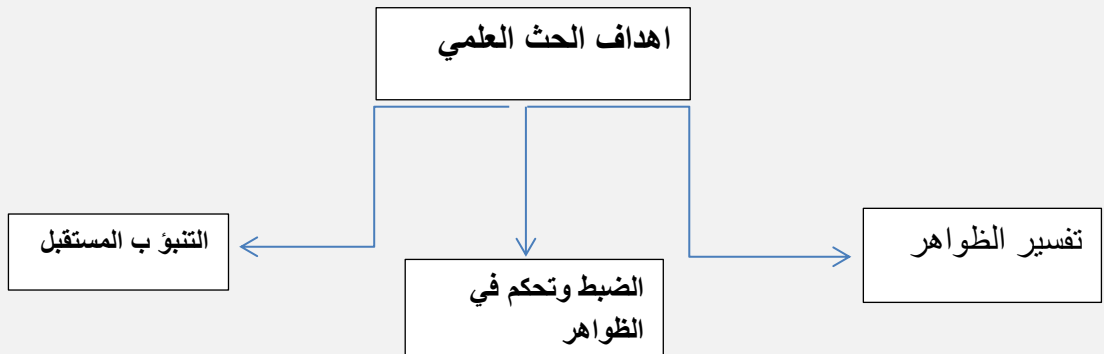 اهداف الحث العلمي
تفسير الظواهر
الضبط وتحكم في
الظواهر
التنبؤ ب المستقبل